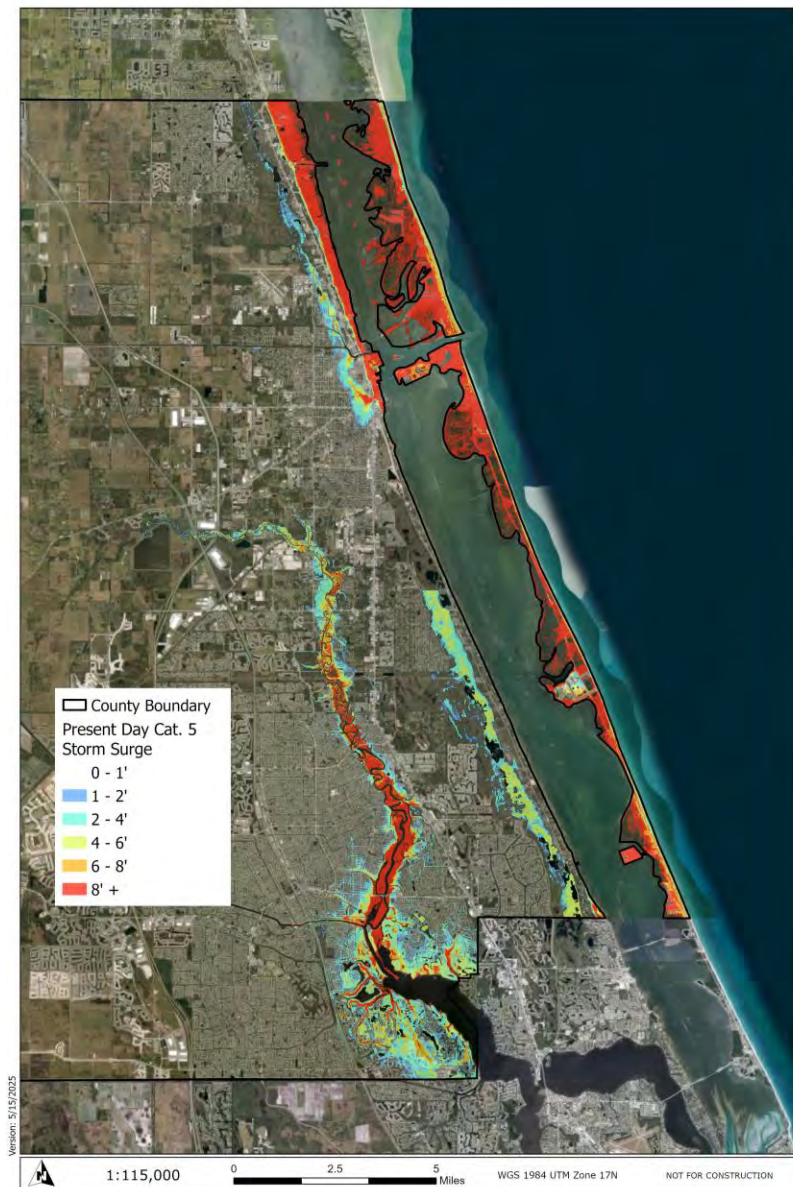 County Boundary
Present Day Cat. 5
Storm Surge
0 - 1'
1 - 2'
2 - 4'
4 - 6'
6 - 8'
8' +
Version: 5/15/2025
1:115,000
0 2.5 5
Miles
WGS 1984 UTM Zone 17N
NOT FOR CONSTRUCTION